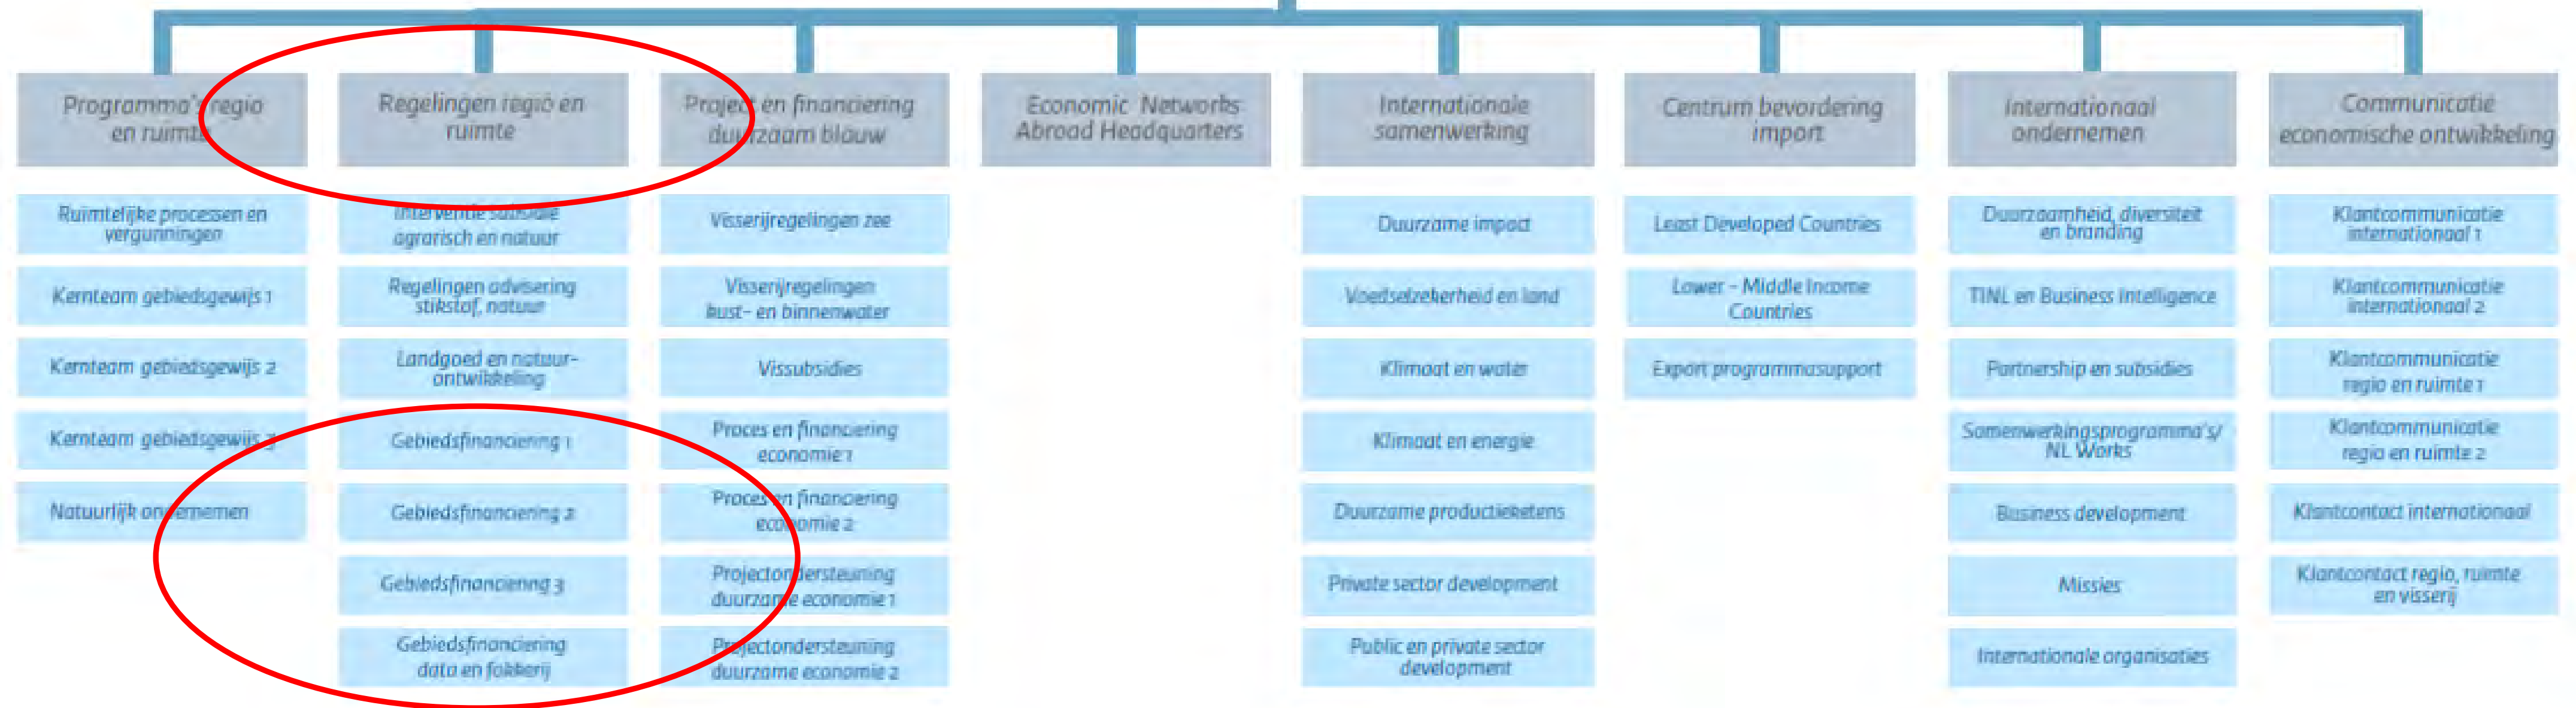 Programma's regio
en ruimte
Ruimtelijke processen en
vergunningen
Kernteam gebiedsgewijs 1
Kernteam gebiedsgewijs 2
Kernteam gebiedsgewijs 3
Natuurlijk ondernemen
Regelingen regio en
ruimte
Interventie subsidie
agrarisch en natuur
Regelingen advisering
stikstof, natuur
Landgoed en natuur-
ontwikkeling
Gebiedsfinanciering 1
Gebiedsfinanciering 2
Gebiedsfinanciering 3
Gebiedsfinanciering
data en fokkerij
Project en financiering
duurzaam blauw
Visserijregelingen zee
Visserijregelingen
kust- en binnenwater
Vissubsidies
Proces en financiering
economie 1
Proces en financiering
economie 2
Projectondersteuning
duurzame economie 1
Projectondersteuning
duurzame economie 2
Economic Networks
Abroad Headquarters
Internationale
samenwerking
Duurzame impact
Voedselzekerheid en land
Klimaat en water
Klimaat en energie
Duurzame productieketens
Private sector development
Public en private sector
development
Centrum bevordering
import
Least Developed Countries
Lower - Middle Income
Countries
Export programmasupport
Internationaal
ondernemen
Duurzaamheid, diversiteit
en branding
TINL en Business Intelligence
Partnership en subsidies
Samenwerkingsprogramma's/
NL Works
Business development
Missies
Internationale organisaties
Communicatie
economische ontwikkeling
Klantcommunicatie
internationaal 1
Klantcommunicatie
internationaal 2
Klantcommunicatie
regio en ruimte 1
Klantcommunicatie
regio en ruimte 2
Klantcontact internationaal
Klantcontact regio, ruimte
en visserij